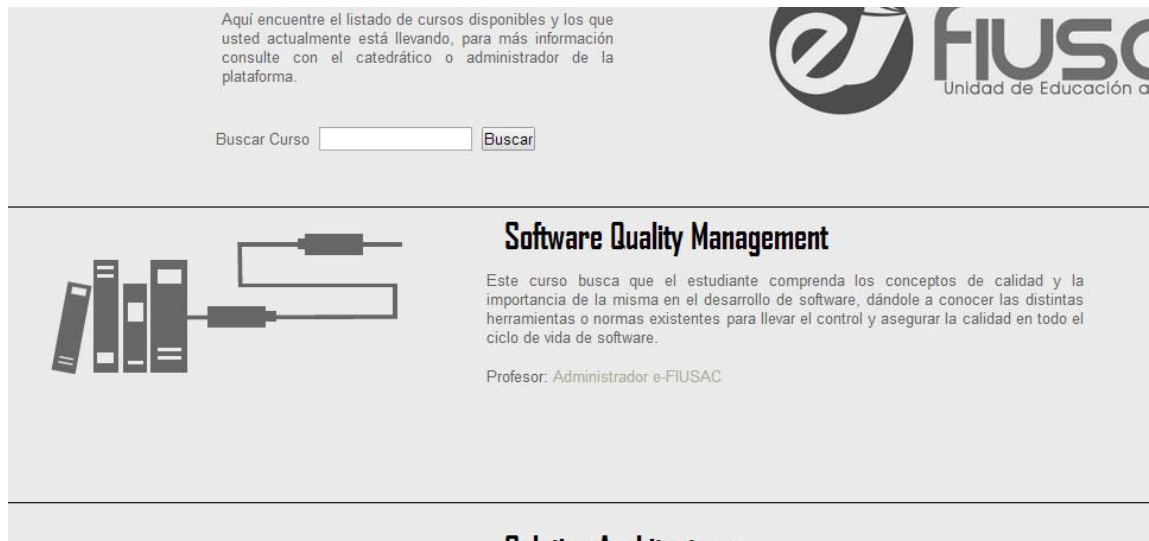 Aquí encuentre el listado de cursos disponibles y los que
usted actualmente está llevando, para más información
consulte con el catedrático o administrador de la
plataforma.
FIUSA
Unidad de Educación a
Buscar Curso Buscar
Software Quality Management
Este curso busca que el estudiante comprenda los conceptos de calidad y la
importancia de la misma en el desarrollo de software, dándole a conocer las distintas
herramientas o normas existentes para llevar el control y asegurar la calidad en todo el
ciclo de vida de software.
Profesor: Administrador e-FIUSAC